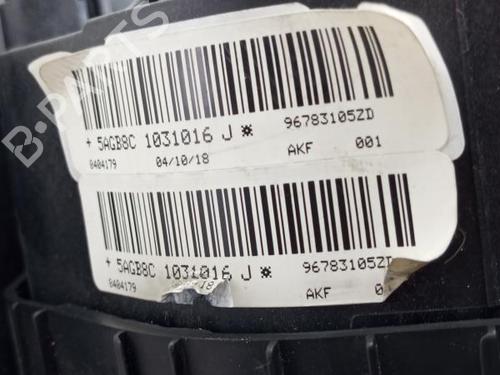 B-PARTS
+ 5AGB8C 1031016 J ⁕ 96783105ZD
0404179 04/10/18 AKF 001
+ 5AGB8C 1031016 J ⁕ 96783105ZD
0404179 AKF